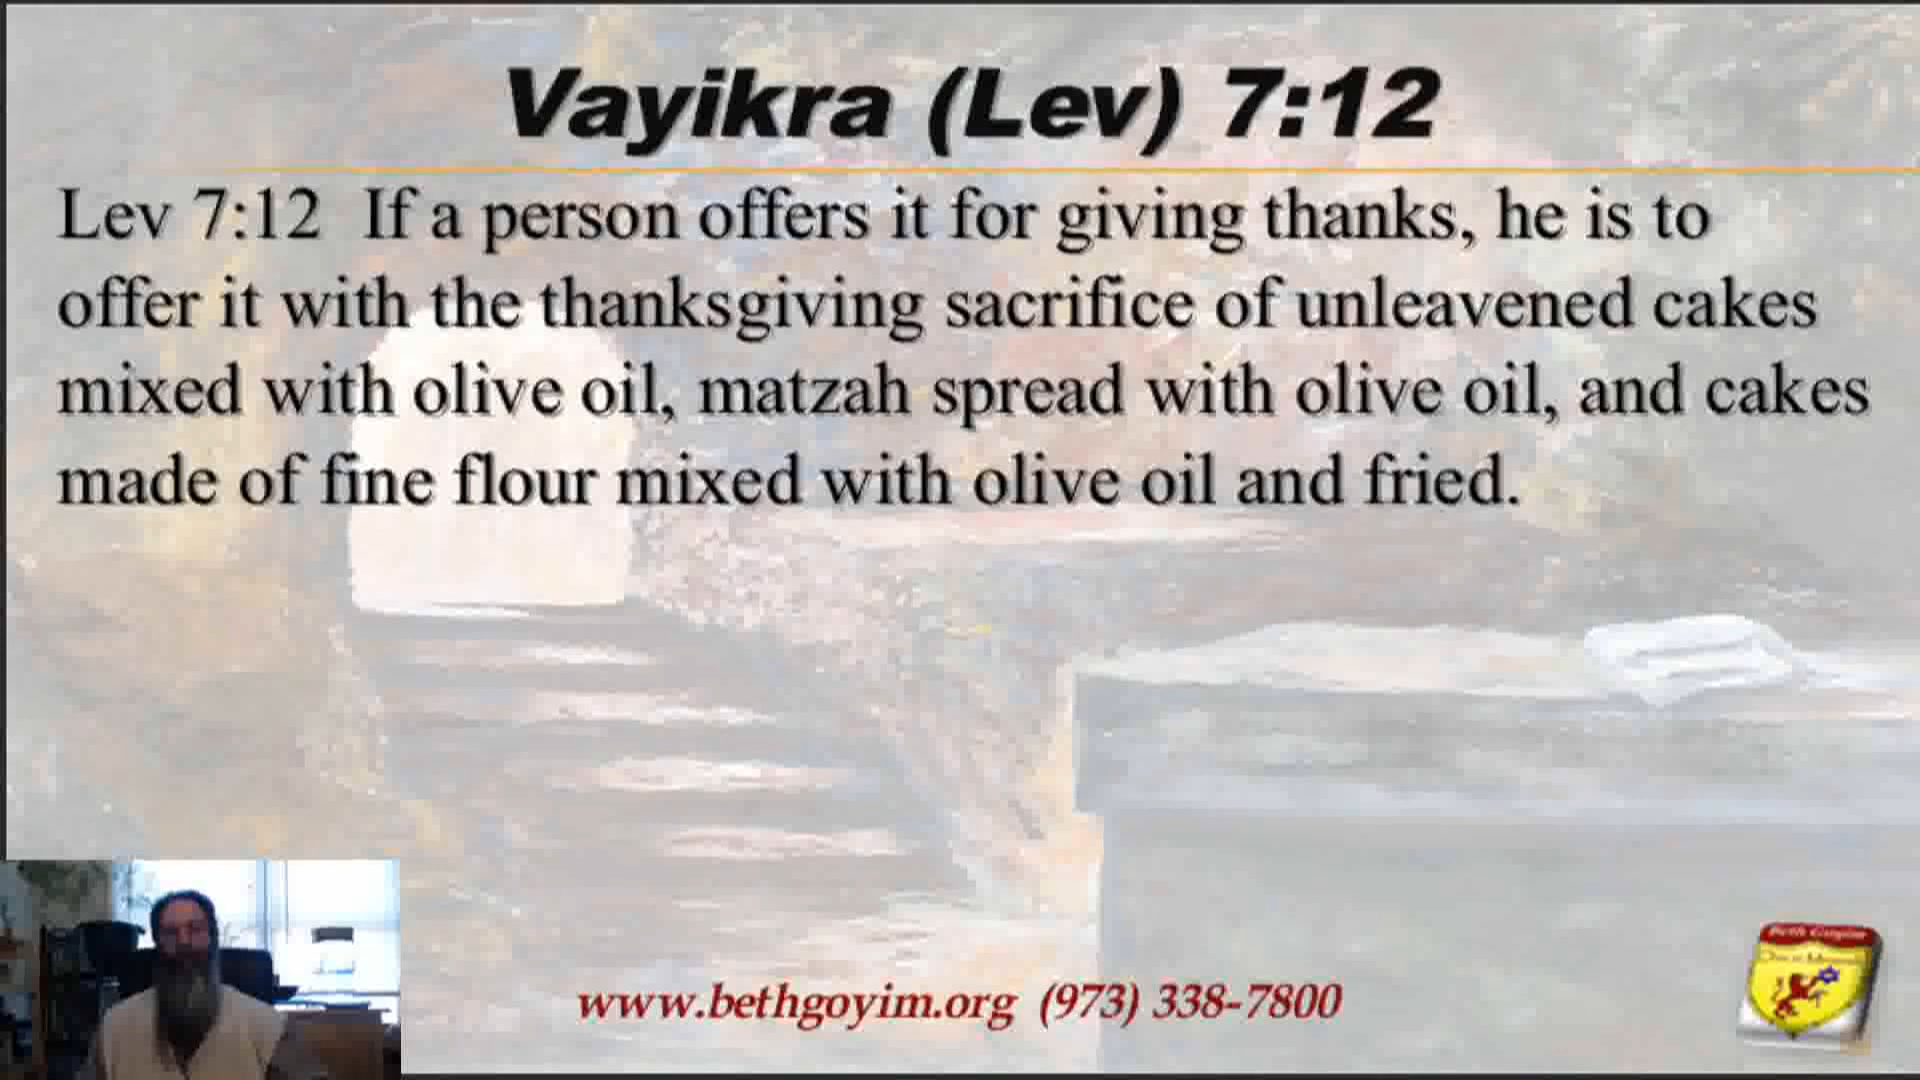 Vayikra (Lev) 7:12
Lev 7:12 If a person offers it for giving thanks, he is to
offer it with the thanksgiving sacrifice of unleavened cakes
mixed with olive oil, matzah spread with olive oil, and cakes
made of fine flour mixed with olive oil and fried.
www.bethgoyim.org (973) 338-7800
Beth Goyim